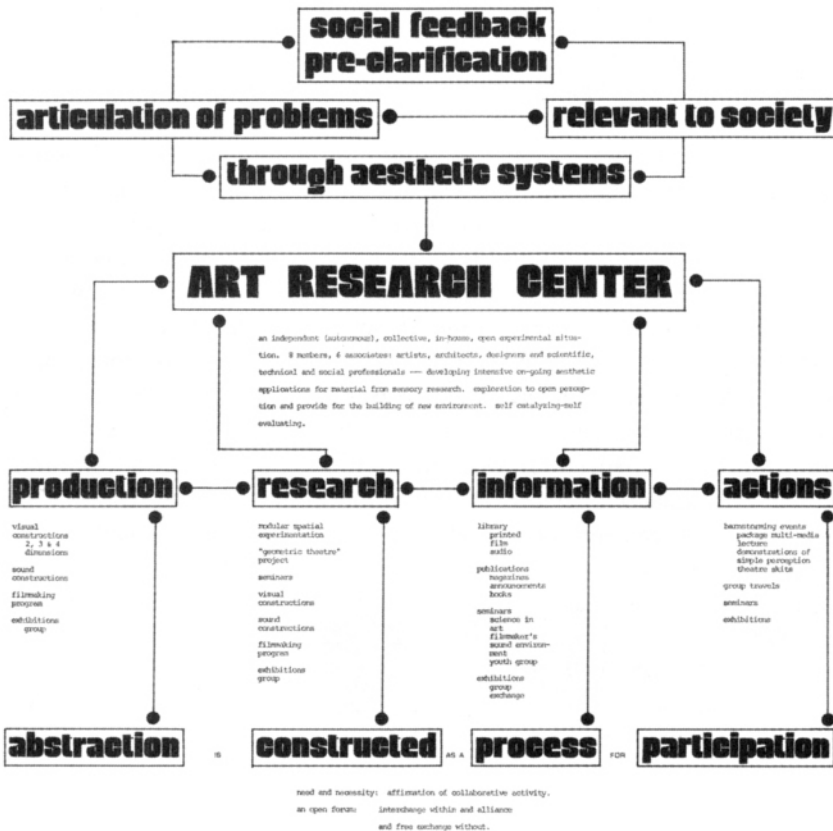 social feedback
pre-clarification
articulation of problems
relevant to society
through aesthetic systems
ART RESEARCH CENTER
an independent (autonomous), collective, in-house, open experimental situa-
tion. 8 members, 6 associates: artists, architects, designers and scientific,
technical and social professionals --- developing intensive on-going aesthetic
applications for material from sensory research. exploration to open percep-
tion and provide for the building of new environment. self catalyzing-self
evaluating.
production
research
information
actions
visual
constructions
2, 3 & 4
dimensions
sound
constructions
filmmaking
program
exhibitions
group
modular spatial
experimentation
"geometric theatre"
project
seminars
visual
constructions
sound
constructions
filmmaking
program
exhibitions
group
library
printed
film
audio
publications
magazines
announcements
books
seminars
science in
art
filmmaker's
sound environ-
ment
youth group
exhibitions
group
exchange
barnstorming events
package multi-media
lecture
demonstrations of
simple perception
theatre skits
group travels
seminars
exhibitions
abstraction IS constructed AS A process FOR participation
need and necessity: affirmation of collaborative activity.
an open forum: interchange within and alliance
and free exchange without.